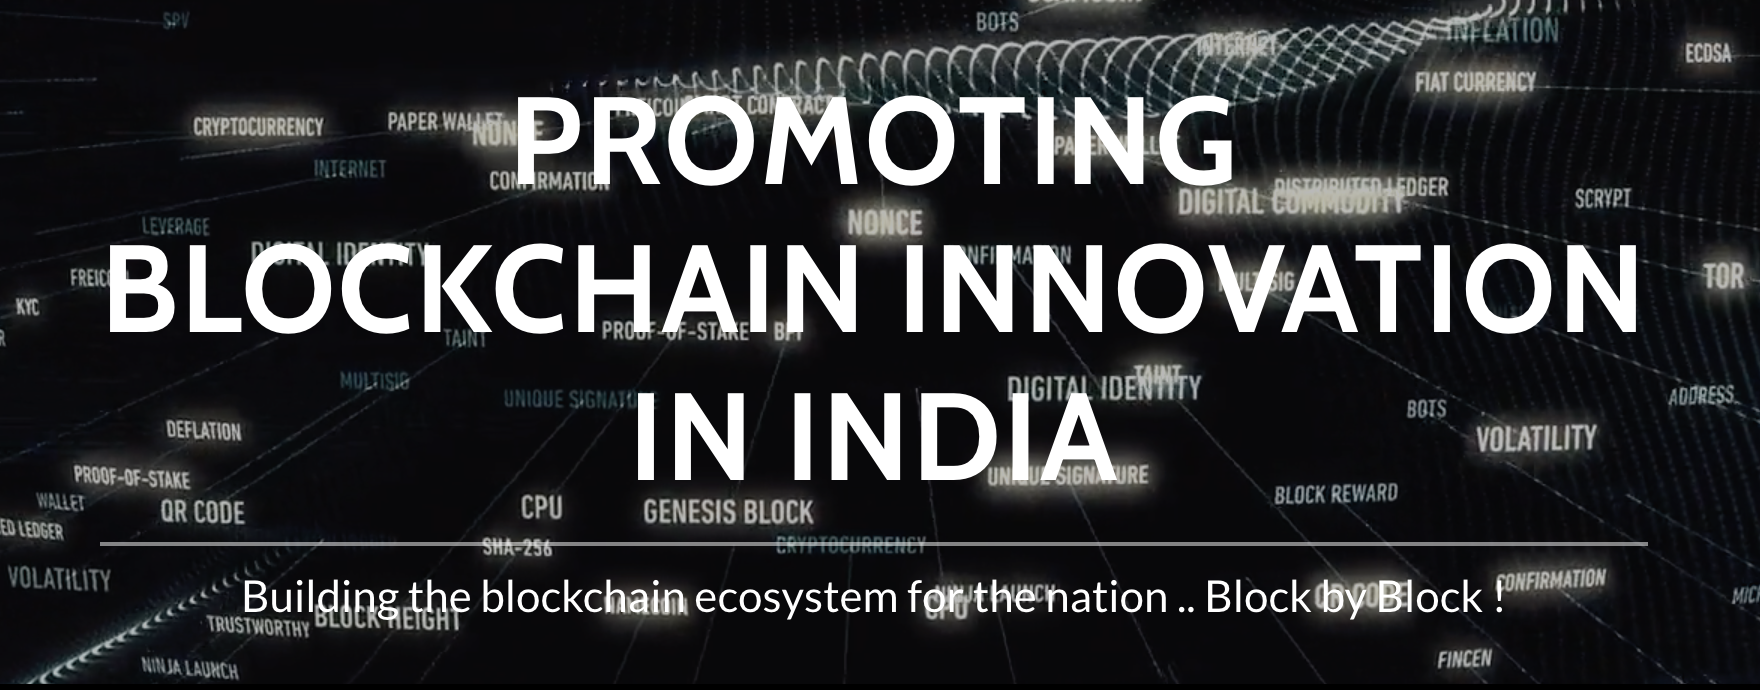 SPV
BOTS
INTERNET
INFLATION
ECDSA
FIAT CURRENCY
CRYPTOCURRENCY
PAPER WALLET
NONCE
PROMOTING
INTERNET
CONFIRMATION
DISTRIBUTED LEDGER
DIGITAL COMMODITY
SCRYPT
LEVERAGE
NONCE
DIGITAL IDENTITY
BLOCKCHAIN INNOVATION
TOR
KYC
TAINT
PROOF-OF-STAKE
MULTISIG
UNIQUE SIGNATURE
TAINT
DIGITAL IDENTITY
ADDRESS
BOTS
IN INDIA
DEFLATION
VOLATILITY
PROOF-OF-STAKE
UNIQUE SIGNATURE
WALLET
QR CODE
CPU
GENESIS BLOCK
BLOCK REWARD
LEDGER
SHA-256
CRYPTOCURRENCY
VOLATILITY
CONFIRMATION
Building the blockchain ecosystem for the nation .. Block by Block !
QR CODE
CPU
TRUSTWORTHY
BLOCK HEIGHT
NINJA LAUNCH
FINCEN